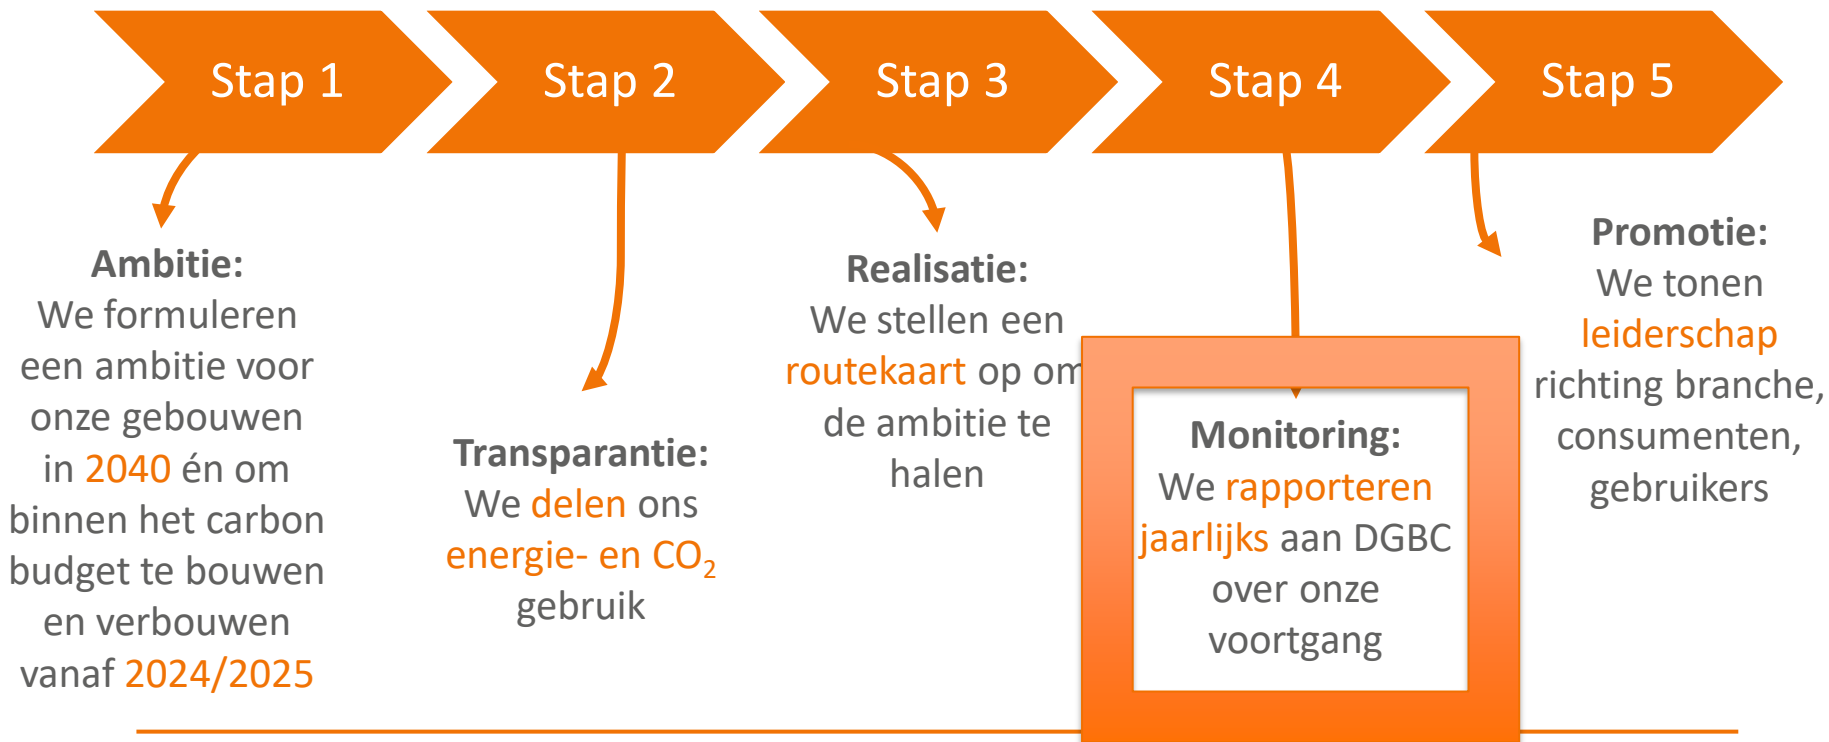 Stap 1
Stap 2
Stap 3
Stap 4
Stap 5
Ambitie:
We formuleren
een ambitie voor
onze gebouwen
in 2040 én om
binnen het carbon
budget te bouwen
en verbouwen
vanaf 2024/2025
Transparantie:
We delen ons
energie- en CO₂
gebruik
Realisatie:
We stellen een
routekaart op om
de ambitie te
halen
Monitoring:
We rapporteren
jaarlijks aan DGBC
over onze
voortgang
Promotie:
We tonen
leiderschap
richting branche,
consumenten,
gebruikers